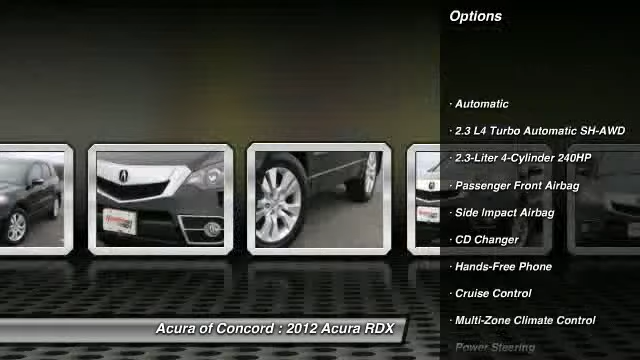 Options
· Automatic
· 2.3 L4 Turbo Automatic SH-AWD
· 2.3-Liter 4-Cylinder 240HP
· Passenger Front Airbag
· Side Impact Airbag
· CD Changer
· Hands-Free Phone
· Cruise Control
· Multi-Zone Climate Control
· Power Steering
Acura of Concord : 2012 Acura RDX